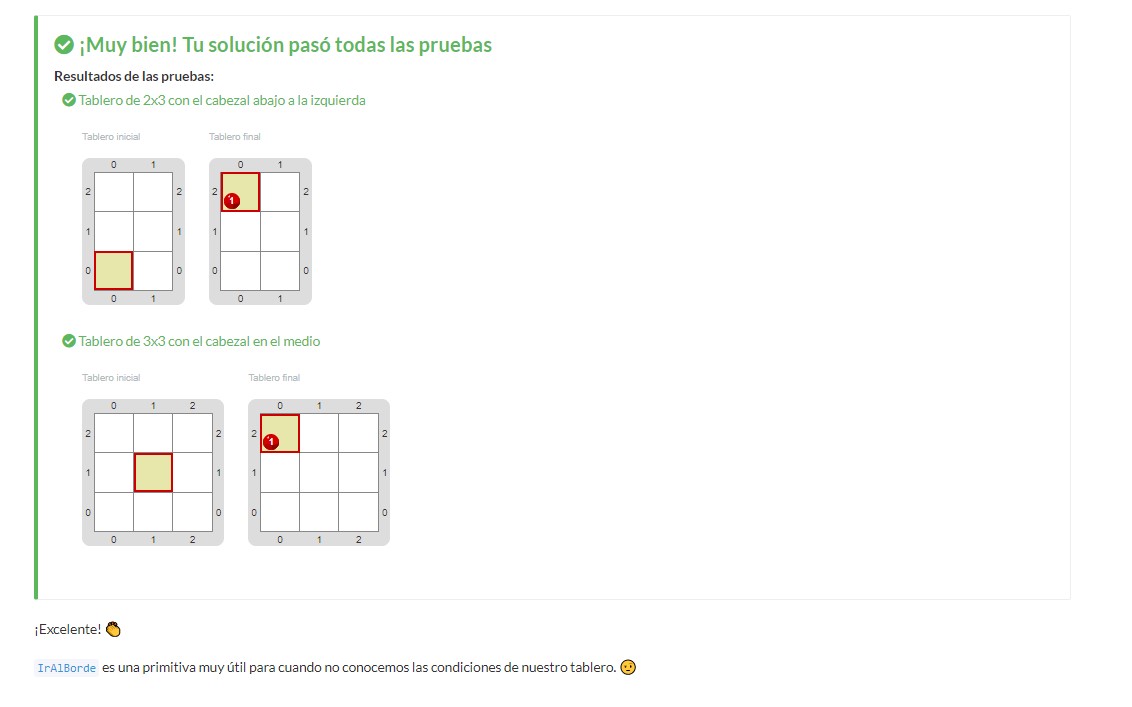 ¡Muy bien! Tu solución pasó todas las pruebas
Resultados de las pruebas:
Tablero de 2x3 con el cabezal abajo a la izquierda
Tablero inicial Tablero final
0 1 0 1
2 2 2 1 2
1 1 1 1
0 0 0 0
0 1 0 1
Tablero de 3x3 con el cabezal en el medio
Tablero inicial Tablero final
0 1 2 0 1 2
2 2 2 1 2
1 1 1 1
0 0 0 0
0 1 2 0 1 2
¡Excelente!
IrAlBorde es una primitiva muy útil para cuando no conocemos las condiciones de nuestro tablero.